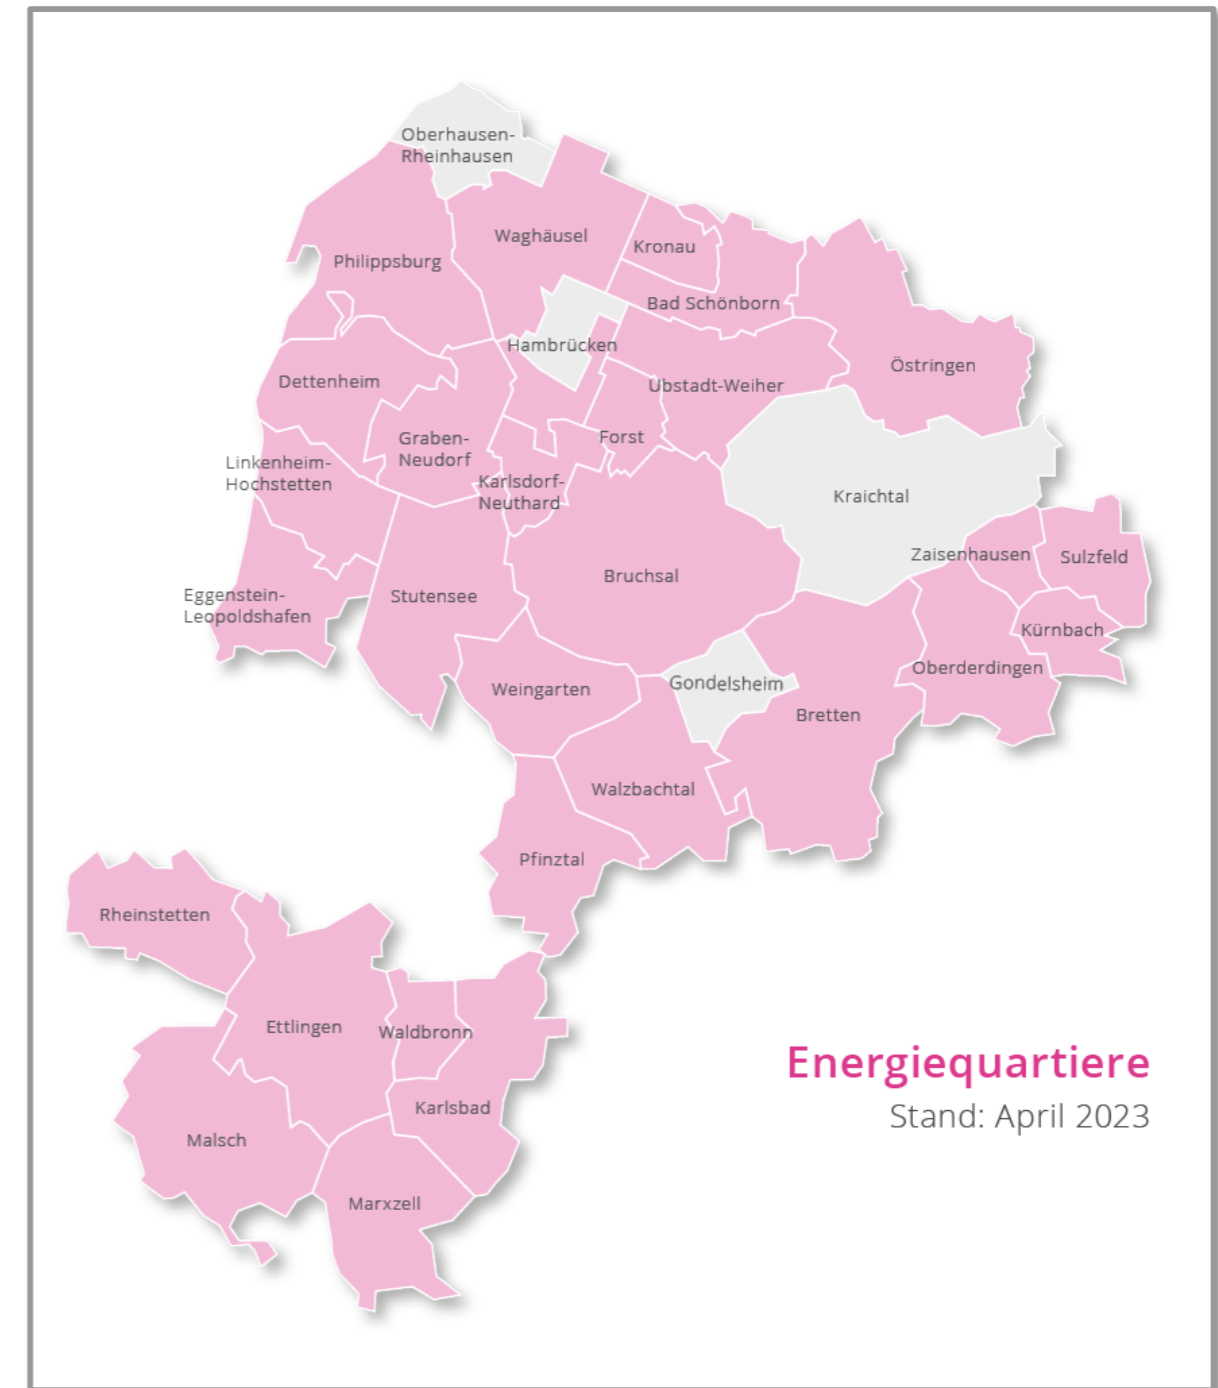 Oberhausen-
Rheinhausen
Waghäusel
Kronau
Philippsburg
Bad Schönborn
Hambrücken
Östringen
Dettenheim
Ubstadt-Weiher
Graben-
Neudorf
Forst
Linkenheim-
Hochstetten
Karlsdorf-
Neuthard
Kraichtal
Zaisenhausen
Sulzfeld
Bruchsal
Eggenstein-
Leopoldshafen
Stutensee
Kürnbach
Oberderdingen
Gondelsheim
Weingarten
Bretten
Walzbachtal
Pfinztal
Rheinstetten
Ettlingen
Waldbronn
Karlsbad
Malsch
Marxzell
Energiequartiere
Stand: April 2023